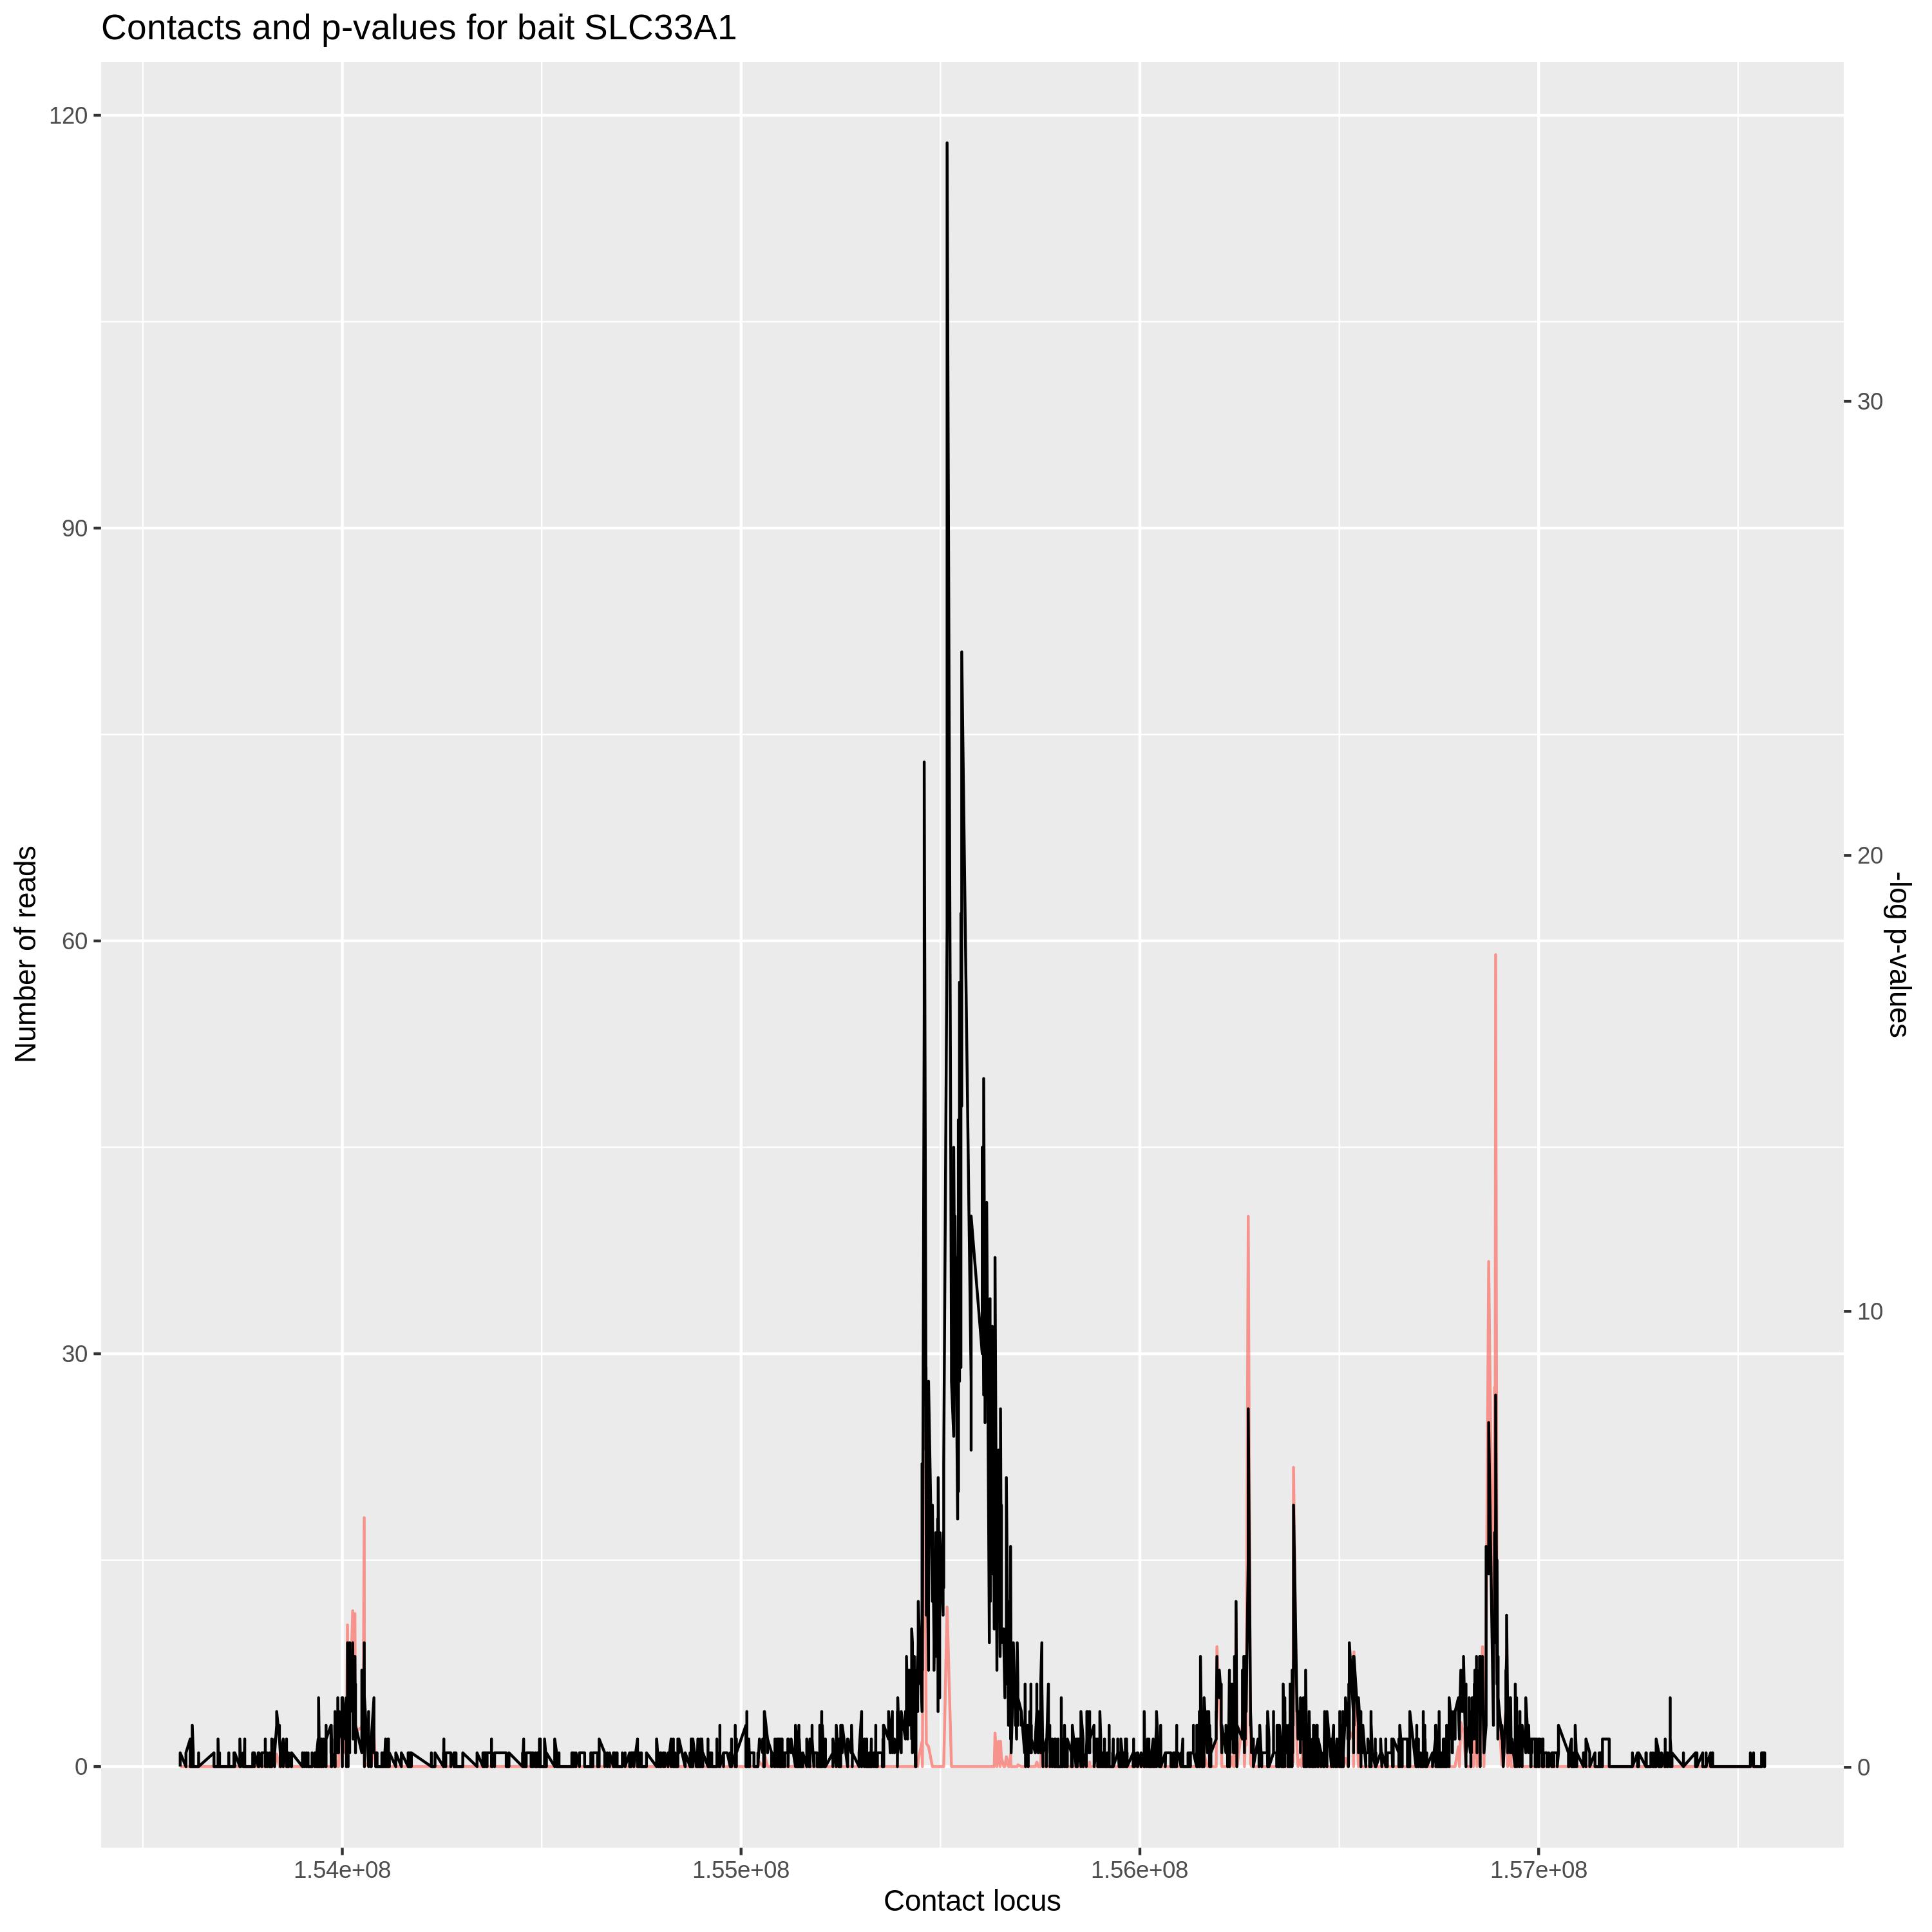 Contacts and p-values for bait SLC33A1
120
90
60
30
0
Number of reads
30
20
10
0
-log p-values
1.54e+08
1.55e+08
1.56e+08
1.57e+08
Contact locus